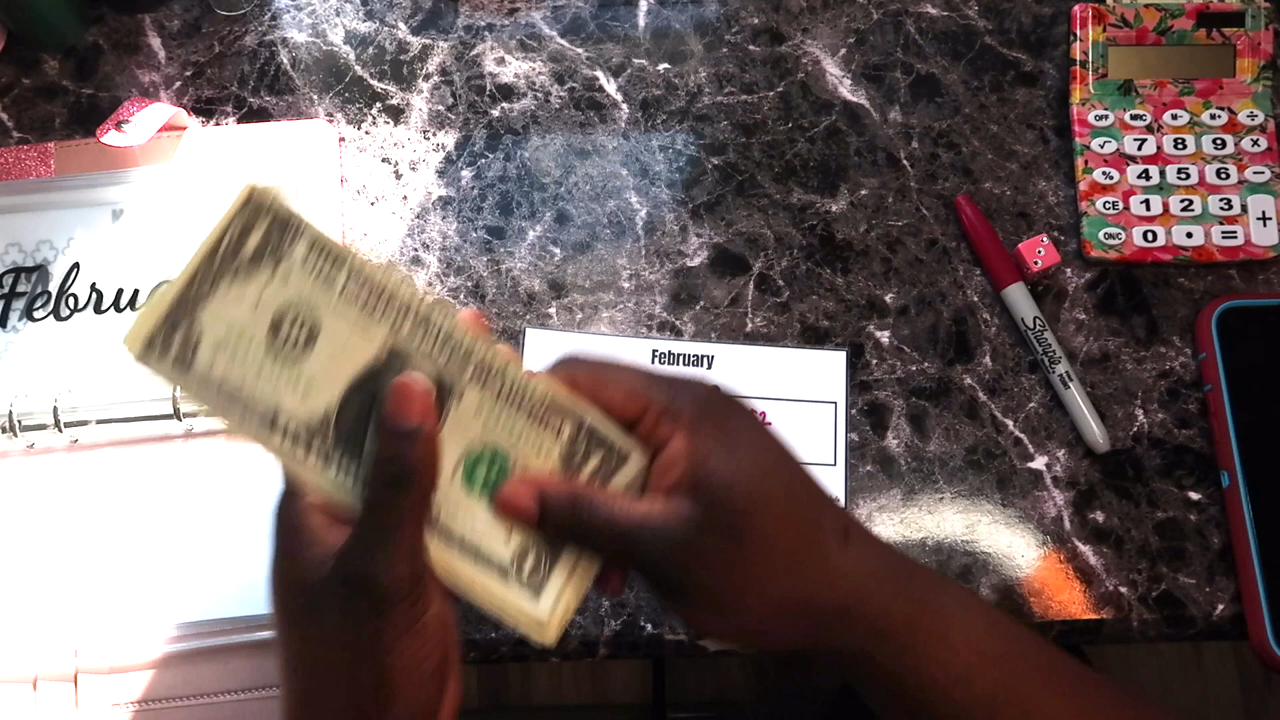 Febru
February
Sharpie.
OFF MRC M- M+ ÷
√ 7 8 9 ×
% 4 5 6 −
CE 1 2 3 +
ON/C 0 • =